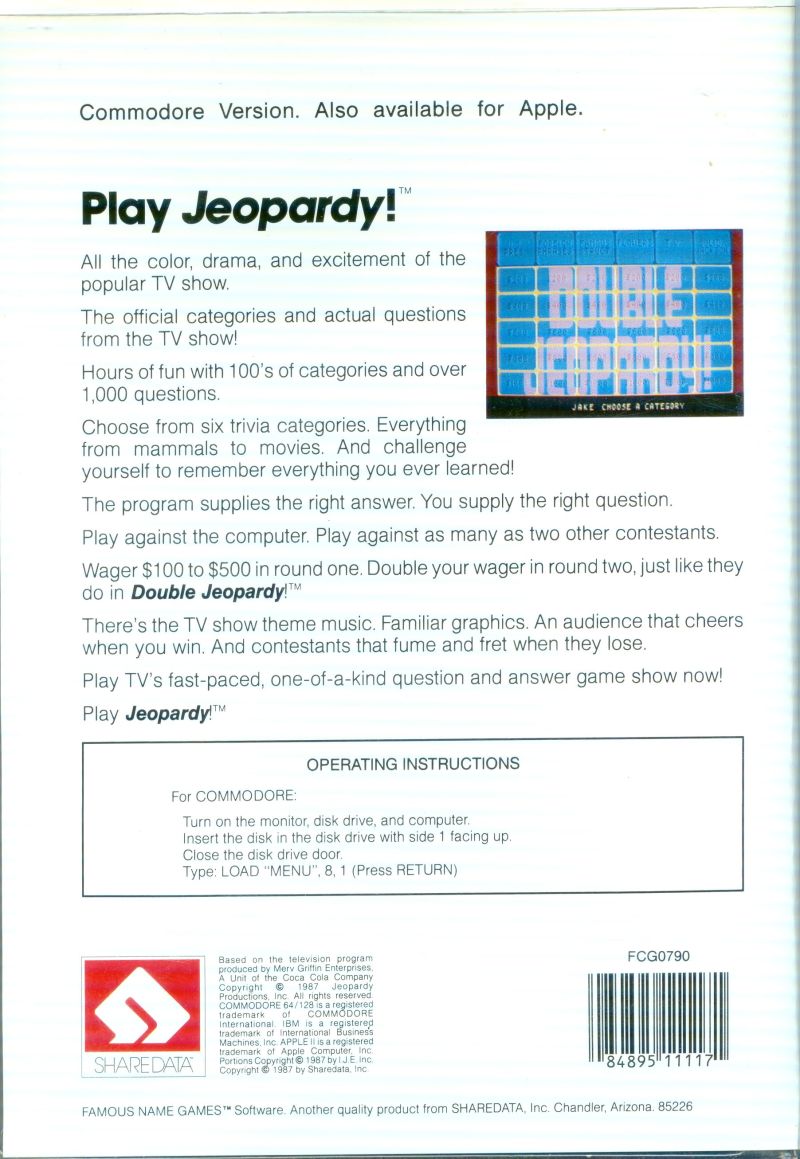 Commodore Version. Also available for Apple.
Play Jeopardy!™
All the color, drama, and excitement of the
popular TV show.
The official categories and actual questions
from the TV show!
Hours of fun with 100's of categories and over
1,000 questions.
Choose from six trivia categories. Everything
from mammals to movies. And challenge
yourself to remember everything you ever learned!
DOUBLE
JEOPARDY!
JAKE CHOOSE A CATEGORY
The program supplies the right answer. You supply the right question.
Play against the computer. Play against as many as two other contestants.
Wager $100 to $500 in round one. Double your wager in round two, just like they
do in Double Jeopardy!™
There's the TV show theme music. Familiar graphics. An audience that cheers
when you win. And contestants that fume and fret when they lose.
Play TV's fast-paced, one-of-a-kind question and answer game show now!
Play Jeopardy!™
OPERATING INSTRUCTIONS
For COMMODORE:
Turn on the monitor, disk drive, and computer.
Insert the disk in the disk drive with side 1 facing up.
Close the disk drive door.
Type: LOAD "MENU", 8, 1 (Press RETURN)
SHAREDATA™
Based on the television program
produced by Merv Griffin Enterprises,
A Unit of the Coca Cola Company
Copyright © 1987 Jeopardy
Productions, Inc. All rights reserved.
COMMODORE 64/128 is a registered
trademark of COMMODORE
International. IBM is a registered
trademark of International Business
Machines, Inc. APPLE II is a registered
trademark of Apple Computer, Inc.
Portions Copyright © 1987 by I.J.E. Inc.
Copyright © 1987 by Sharedata, Inc.
FCG0790
84895 11117
FAMOUS NAME GAMES™ Software. Another quality product from SHAREDATA, Inc. Chandler, Arizona. 85226